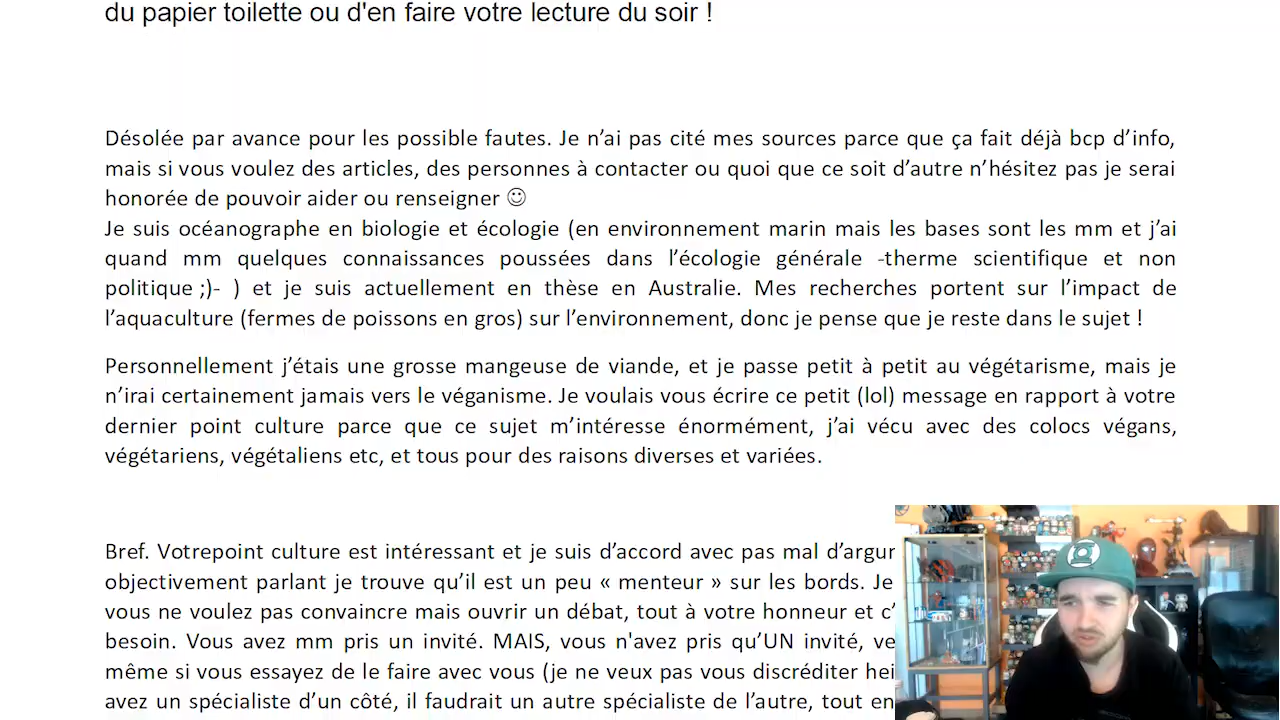 du papier toilette ou d'en faire votre lecture du soir !
Désolée par avance pour les possible fautes. Je n’ai pas cité mes sources parce que ça fait déjà bcp d’info,
mais si vous voulez des articles, des personnes à contacter ou quoi que ce soit d’autre n’hésitez pas je serai
honorée de pouvoir aider ou renseigner ☺
Je suis océanographe en biologie et écologie (en environnement marin mais les bases sont les mm et j’ai
quand mm quelques connaissances poussées dans l’écologie générale -therme scientifique et non
politique ;)- ) et je suis actuellement en thèse en Australie. Mes recherches portent sur l’impact de
l’aquaculture (fermes de poissons en gros) sur l’environnement, donc je pense que je reste dans le sujet !
Personnellement j’étais une grosse mangeuse de viande, et je passe petit à petit au végétarisme, mais je
n’irai certainement jamais vers le véganisme. Je voulais vous écrire ce petit (lol) message en rapport à votre
dernier point culture parce que ce sujet m’intéresse énormément, j’ai vécu avec des colocs végans,
végétariens, végétaliens etc, et tous pour des raisons diverses et variées.
Bref. Votrepoint culture est intéressant et je suis d’accord avec pas mal d’argur
objectivement parlant je trouve qu’il est un peu « menteur » sur les bords. Je
vous ne voulez pas convaincre mais ouvrir un débat, tout à votre honneur et c’
besoin. Vous avez mm pris un invité. MAIS, vous n'avez pris qu’UN invité, ve
même si vous essayez de le faire avec vous (je ne veux pas vous discréditer hei
avez un spécialiste d’un côté, il faudrait un autre spécialiste de l’autre, tout en